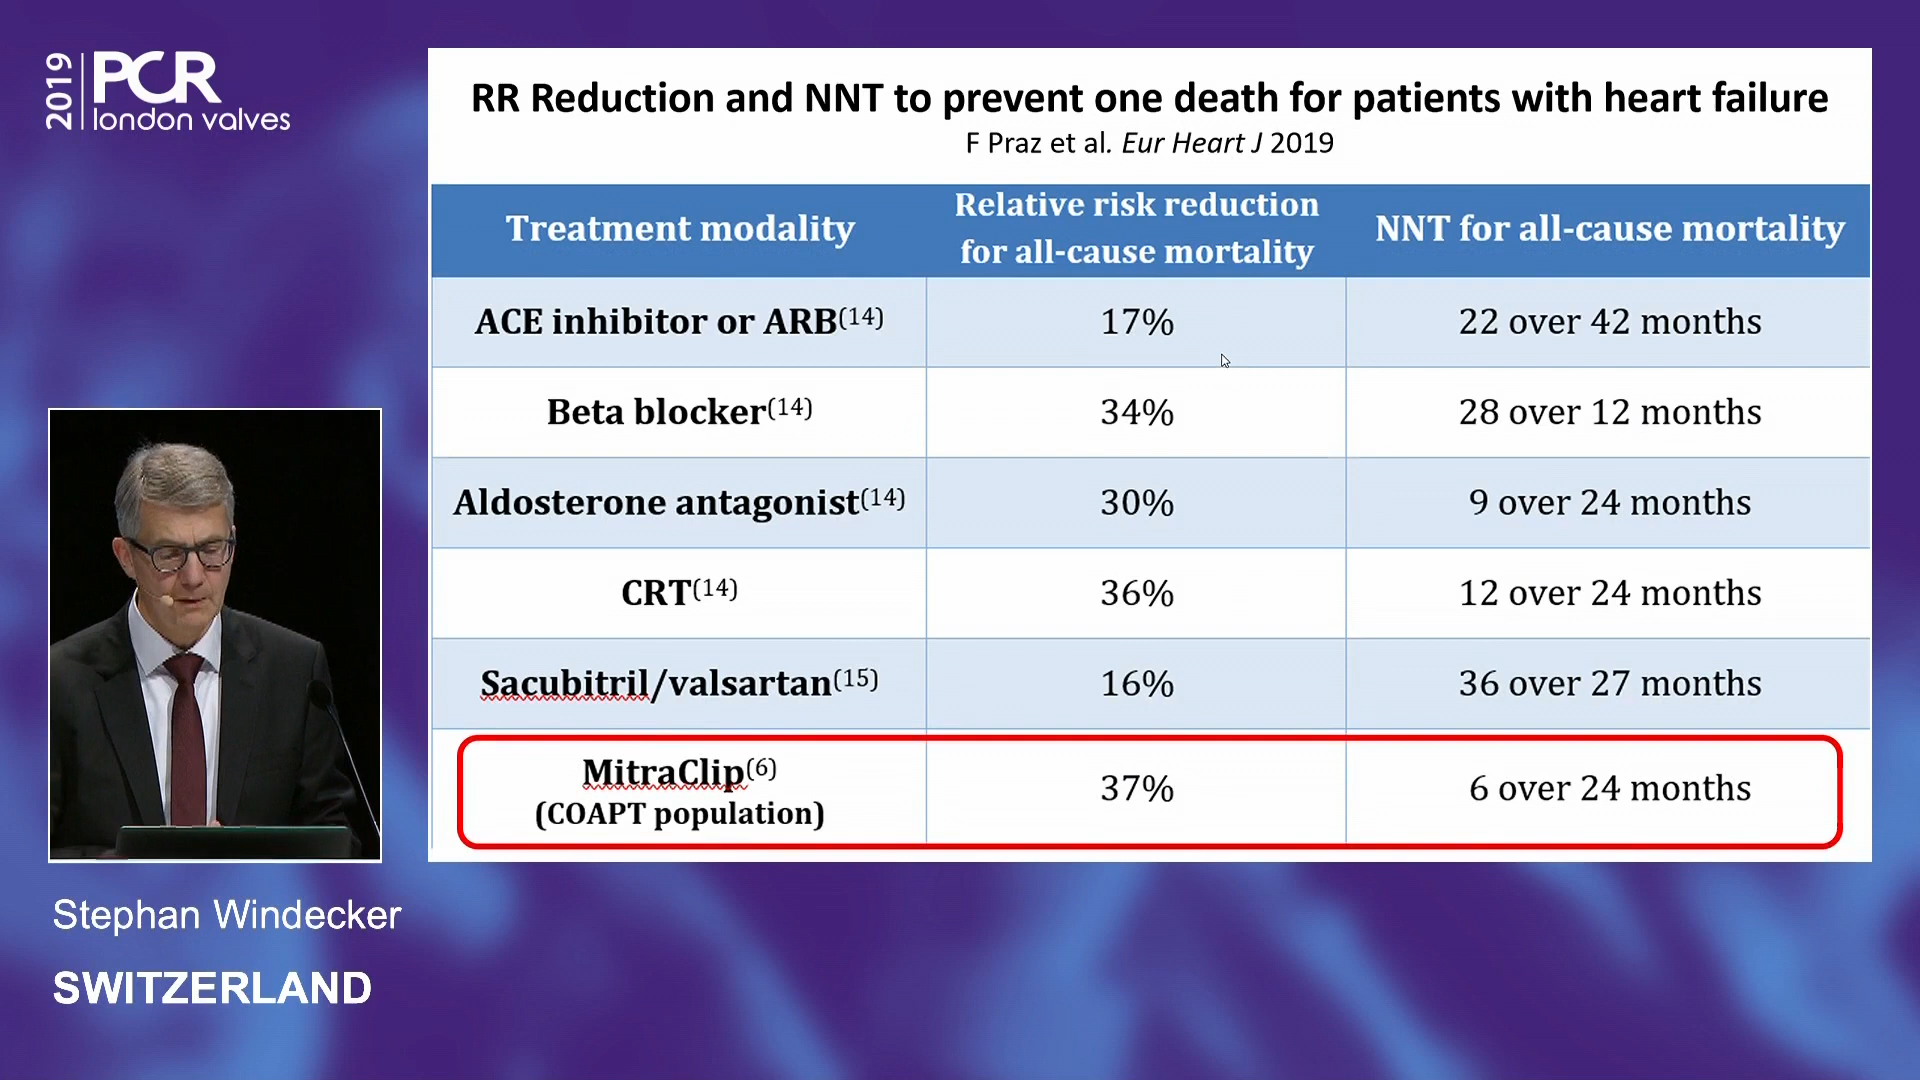 2019
PCR
london valves
RR Reduction and NNT to prevent one death for patients with heart failure
F Praz et al. Eur Heart J 2019
Treatment modality
Relative risk reduction
for all-cause mortality
NNT for all-cause mortality
ACE inhibitor or ARB(14)
17%
22 over 42 months
Beta blocker(14)
34%
28 over 12 months
Aldosterone antagonist(14)
30%
9 over 24 months
CRT(14)
36%
12 over 24 months
Sacubitril/valsartan(15)
16%
36 over 27 months
MitraClip(6)
(COAPT population)
37%
6 over 24 months
Stephan Windecker
SWITZERLAND